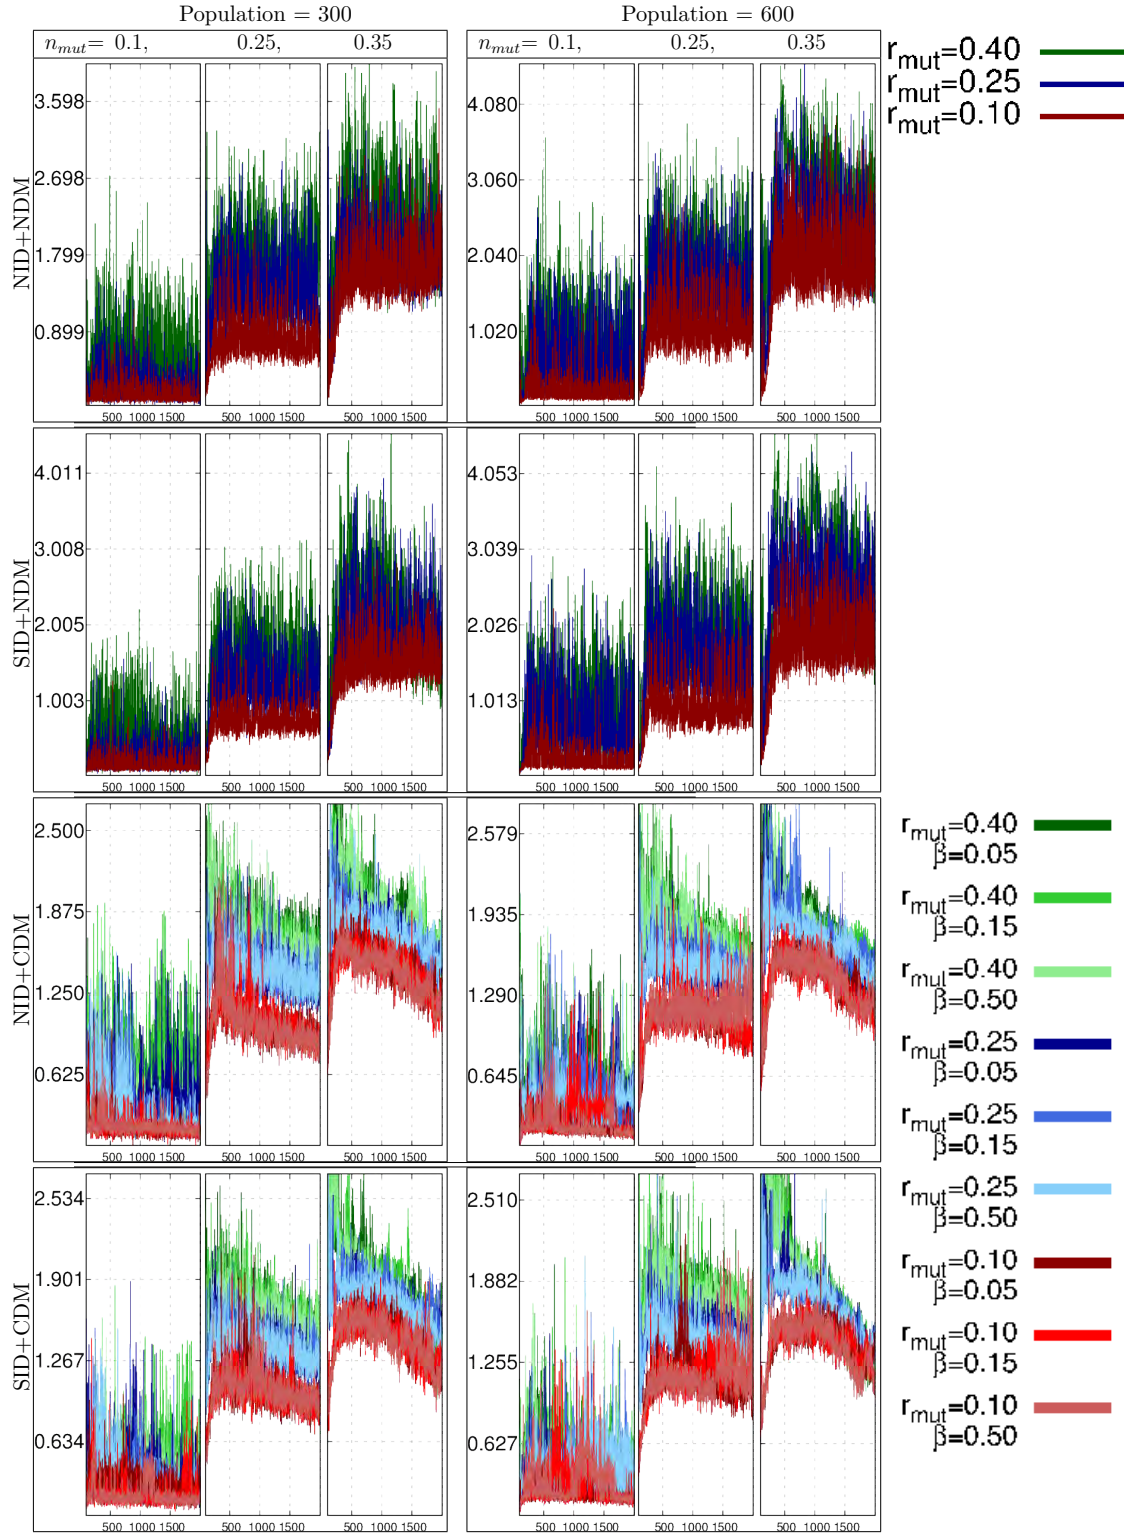 Population = 300 Population = 600
n_mut= 0.1, 0.25, 0.35 n_mut= 0.1, 0.25, 0.35
r_mut=0.40
r_mut=0.25
r_mut=0.10
NID+NDM
3.598
2.698
1.799
0.899
4.080
3.060
2.040
1.020
500 1000 1500 500 1000 1500 500 1000 1500 500 1000 1500 500 1000 1500 500 1000 1500
SID+NDM
4.011
3.008
2.005
1.003
4.053
3.039
2.026
1.013
500 1000 1500 500 1000 1500 500 1000 1500 500 1000 1500 500 1000 1500 500 1000 1500
NID+CDM
2.500
1.875
1.250
0.625
2.579
1.935
1.290
0.645
500 1000 1500 500 1000 1500 500 1000 1500 500 1000 1500 500 1000 1500 500 1000 1500
SID+CDM
2.534
1.901
1.267
0.634
2.510
1.882
1.255
0.627
500 1000 1500 500 1000 1500 500 1000 1500 500 1000 1500 500 1000 1500 500 1000 1500
r_mut=0.40
β=0.05
r_mut=0.40
β=0.15
r_mut=0.40
β=0.50
r_mut=0.25
β=0.05
r_mut=0.25
β=0.15
r_mut=0.25
β=0.50
r_mut=0.10
β=0.05
r_mut=0.10
β=0.15
r_mut=0.10
β=0.50